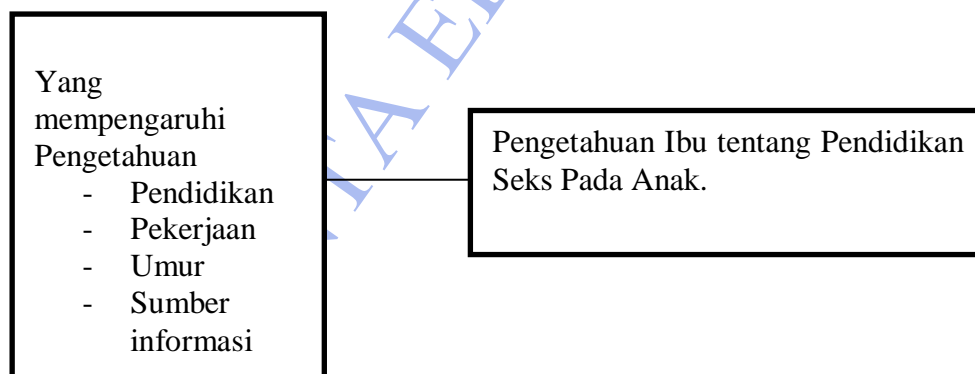 Yang
mempengaruhi
Pengetahuan
- Pendidikan
- Pekerjaan
- Umur
- Sumber
informasi
Pengetahuan Ibu tentang Pendidikan
Seks Pada Anak.